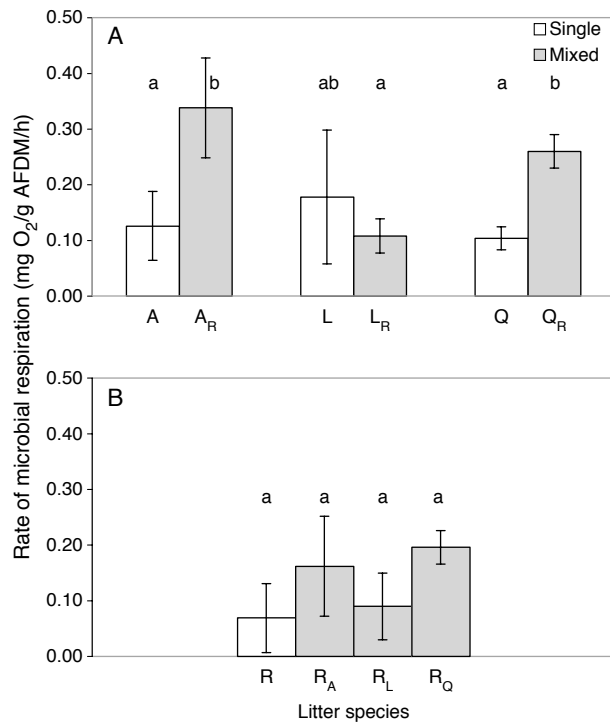 A
Single
Mixed
0.50
0.40
0.30
0.20
0.10
0.00
a b ab a a b
A A_R L L_R Q Q_R
Rate of microbial respiration (mg O_2/g AFDM/h)
B
0.50
0.40
0.30
0.20
0.10
0.00
a a a a
R R_A R_L R_Q
Litter species